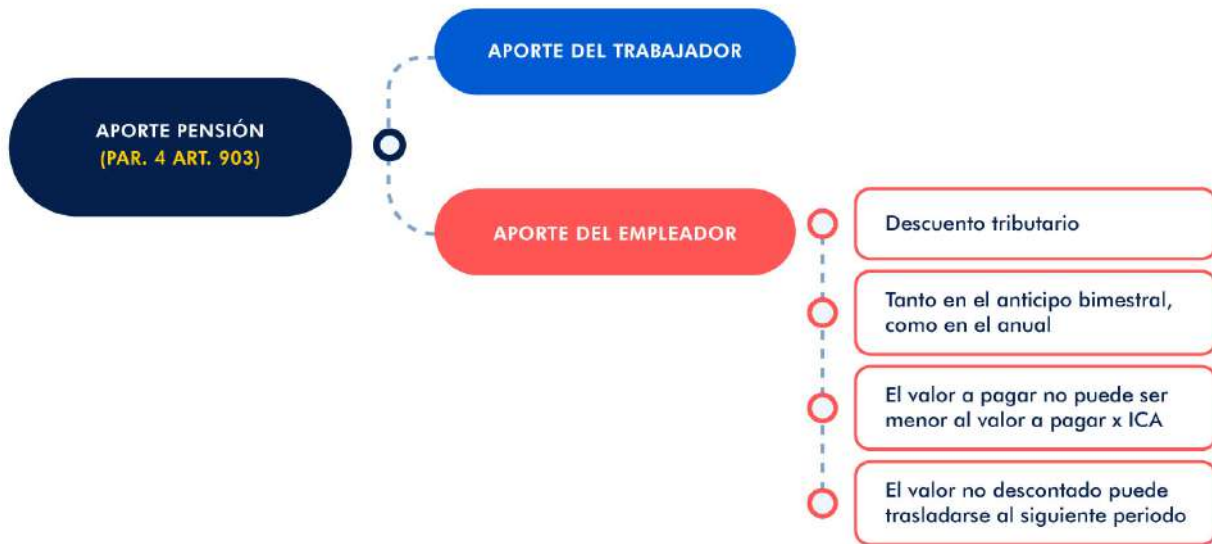 APORTE DEL TRABAJADOR
APORTE PENSIÓN
(PAR. 4 ART. 903)
APORTE DEL EMPLEADOR
Descuento tributario
Tanto en el anticipo bimestral,
como en el anual
El valor a pagar no puede ser
menor al valor a pagar x ICA
El valor no descontado puede
trasladarse al siguiente periodo